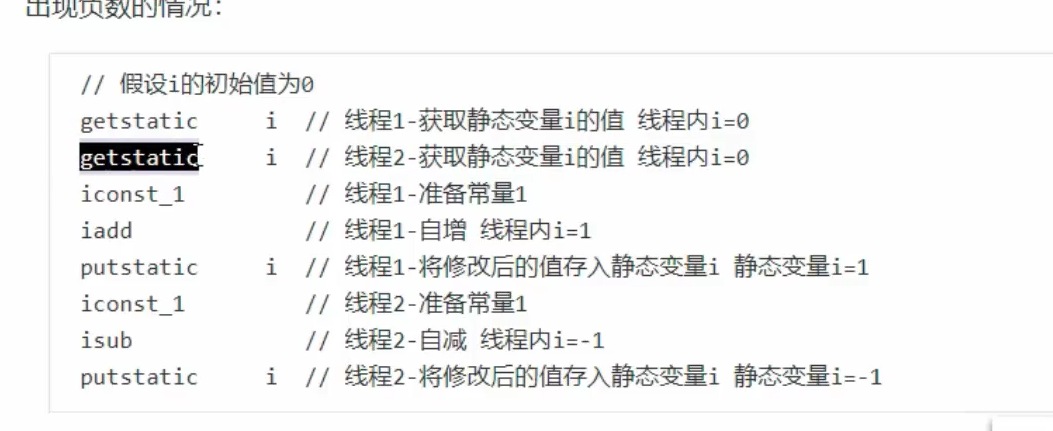 出现负数的情况：
// 假设i的初始值为0
getstatic i // 线程1-获取静态变量i的值 线程内i=0
getstatic i // 线程2-获取静态变量i的值 线程内i=0
iconst_1 // 线程1-准备常量1
iadd // 线程1-自增 线程内i=1
putstatic i // 线程1-将修改后的值存入静态变量i 静态变量i=1
iconst_1 // 线程2-准备常量1
isub // 线程2-自减 线程内i=-1
putstatic i // 线程2-将修改后的值存入静态变量i 静态变量i=-1